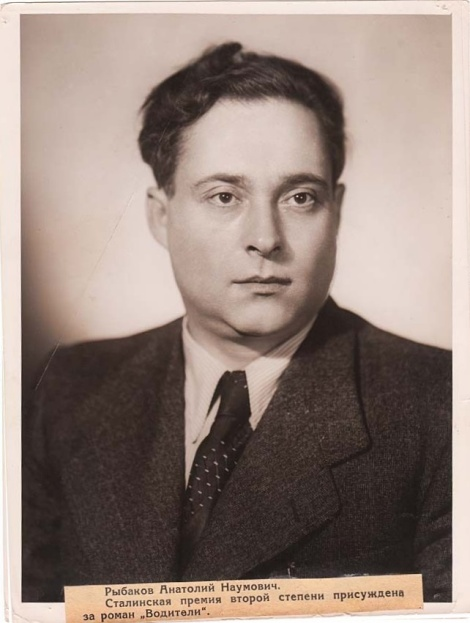 Рыбаков Анатолий Наумович.
Сталинская премия второй степени присуждена
за роман „Водители“.